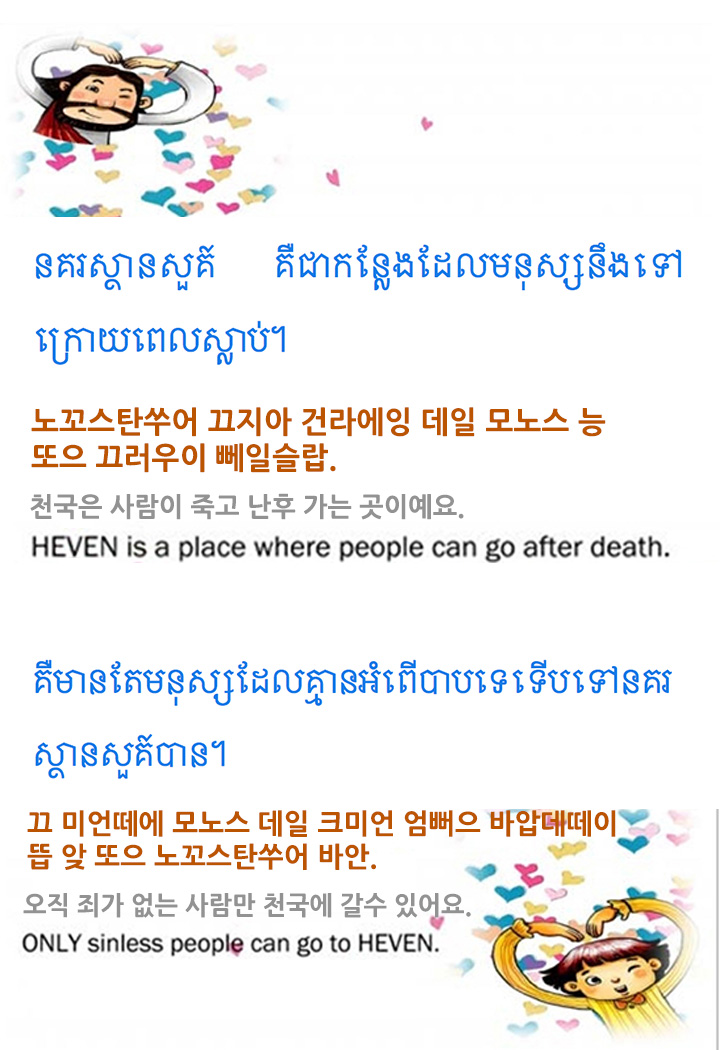 នគរស្ថានសួគ៍ គឺជាកន្លែងដែលមនុស្សនឹងទៅ
ក្រោយពេលស្លាប់។
노꼬스탄쑤어 끄지아 건라에잉 데일 모노스 능
또으 끄러우이 뻬일슬랍.
천국은 사람이 죽고 난후 가는 곳이예요.
HEVEN is a place where people can go after death.
គឺមានតែមនុស្សដែលគ្មានអំពើបាបទេទើបទៅនគរ
ស្ថានសួគ៍បាន។
끄 미언떼에 모노스 데일 크미언 엄뻐으 바압떼떼이
뜹 앚 또으 노꼬스탄쑤어 바안.
오직 죄가 없는 사람만 천국에 갈수 있어요.
ONLY sinless people can go to HEVEN.